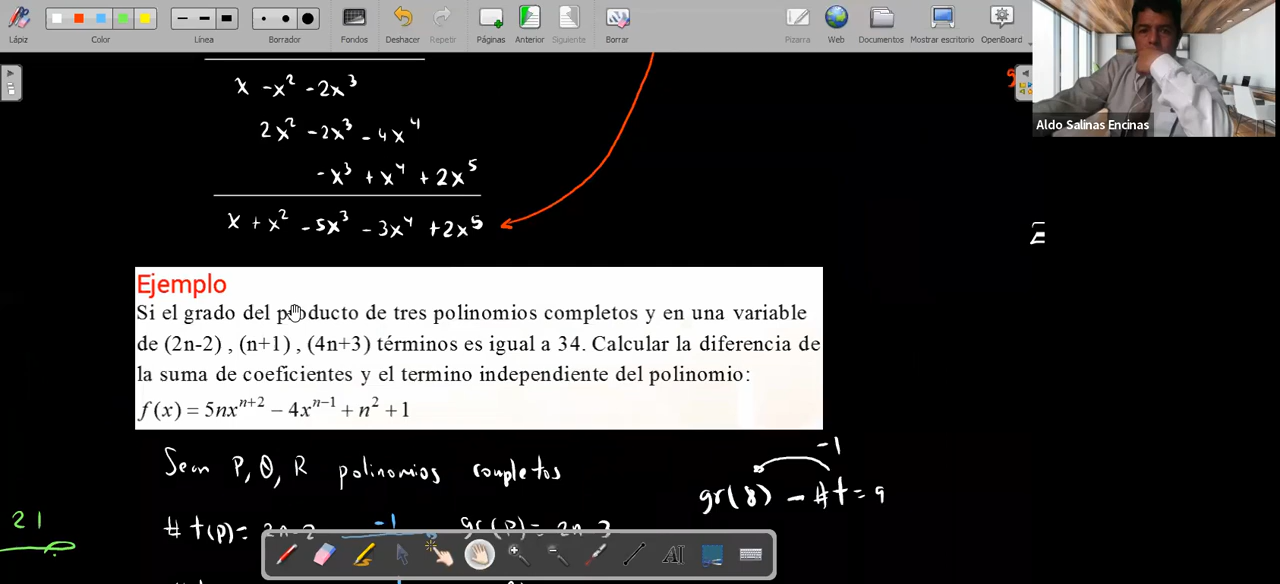 Lápiz Color Línea Borrador Fondos Deshacer Repetir Páginas Anterior Siguiente Borrar Pizarra Web Documentos Mostrar escritorio OpenBoard
Aldo Salinas Encinas
x - x² - 2x³
2x² - 2x³ - 4x⁴
- x³ + x⁴ + 2x⁵
x + x² - 5x³ - 3x⁴ + 2x⁵
Ejemplo
Si el grado del producto de tres polinomios completos y en una variable
de (2n-2) , (n+1) , (4n+3) términos es igual a 34. Calcular la diferencia de
la suma de coeficientes y el termino independiente del polinomio:
f(x) = 5nxⁿ⁺² − 4xⁿ⁻¹ + n² + 1
Sean P, Q, R polinomios completos
-1
gr(8) - #t = 9
21
#t(P) = 2n-2 -1 gr(P) = 2n-3
AI